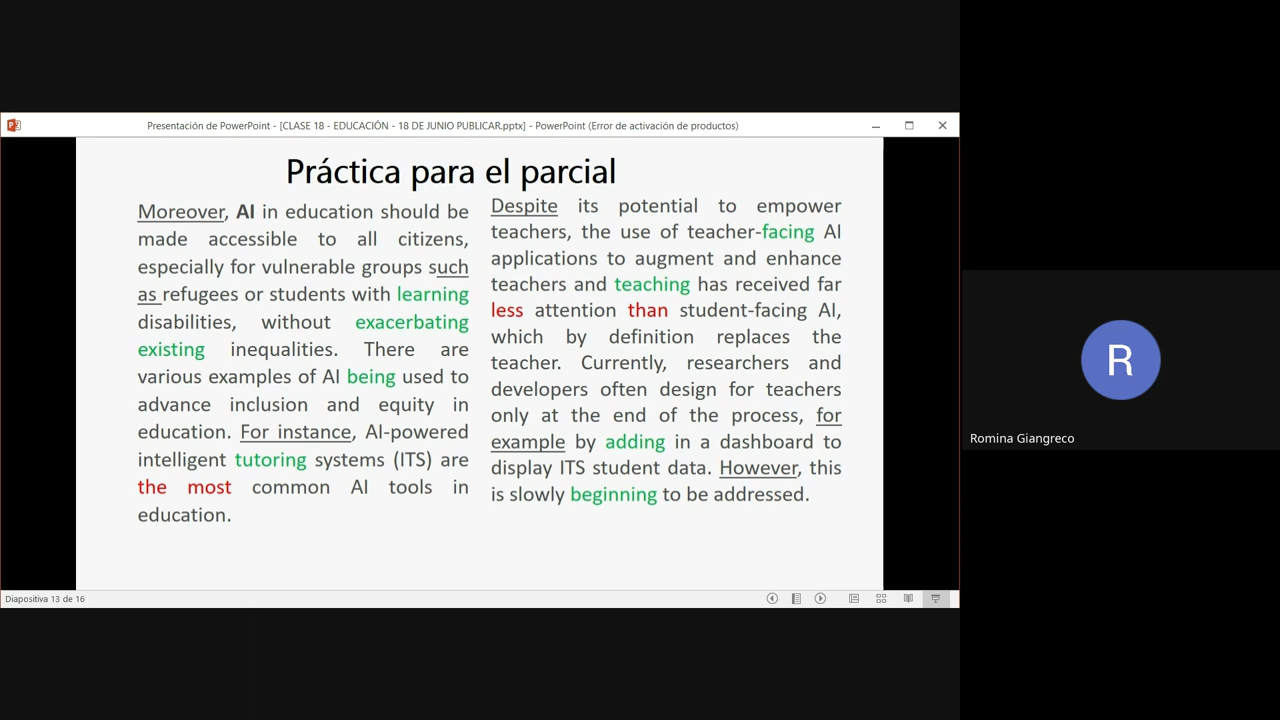 Presentación de PowerPoint - [CLASE 18 - EDUCACIÓN - 18 DE JUNIO PUBLICAR.pptx] - PowerPoint (Error de activación de productos)
Práctica para el parcial
Moreover, AI in education should be
made accessible to all citizens,
especially for vulnerable groups such
as refugees or students with learning
disabilities, without exacerbating
existing inequalities. There are
various examples of AI being used to
advance inclusion and equity in
education. For instance, AI-powered
intelligent tutoring systems (ITS) are
the most common AI tools in
education.
Despite its potential to empower
teachers, the use of teacher-facing AI
applications to augment and enhance
teachers and teaching has received far
less attention than student-facing AI,
which by definition replaces the
teacher. Currently, researchers and
developers often design for teachers
only at the end of the process, for
example by adding in a dashboard to
display ITS student data. However, this
is slowly beginning to be addressed.
Diapositiva 13 de 16
R
Romina Giangreco